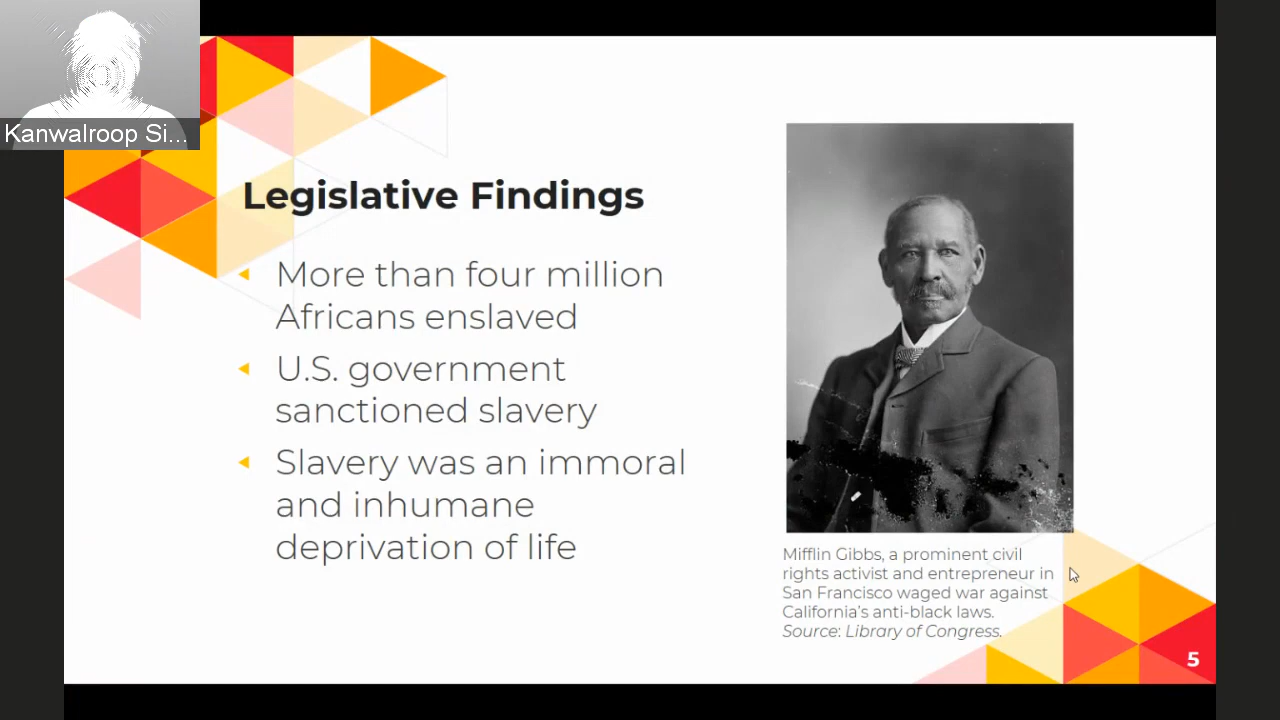 Kanwalroop Si...
Legislative Findings
More than four million
Africans enslaved
U.S. government
sanctioned slavery
Slavery was an immoral
and inhumane
deprivation of life
Mifflin Gibbs, a prominent civil
rights activist and entrepreneur in
San Francisco waged war against
California's anti-black laws.
Source: Library of Congress.
5